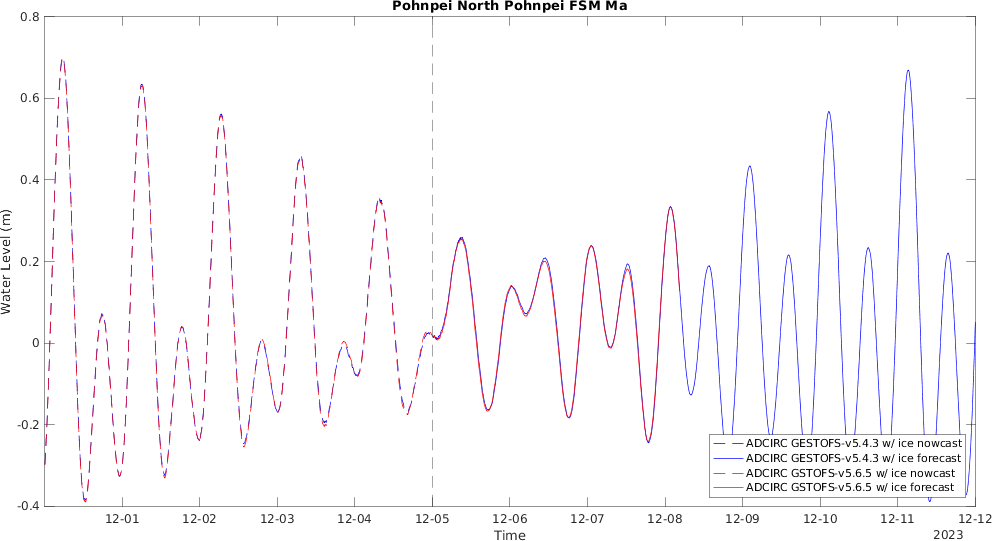 Pohnpei North Pohnpei FSM Ma
0.8
0.6
0.4
0.2
0
-0.2
-0.4
Water Level (m)
12-01 12-02 12-03 12-04 12-05 12-06 12-07 12-08 12-09 12-10 12-11 12-12
Time
2023
ADCIRC GESTOFS-v5.4.3 w/ ice nowcast
ADCIRC GESTOFS-v5.4.3 w/ ice forecast
ADCIRC GSTOFS-v5.6.5 w/ ice nowcast
ADCIRC GSTOFS-v5.6.5 w/ ice forecast